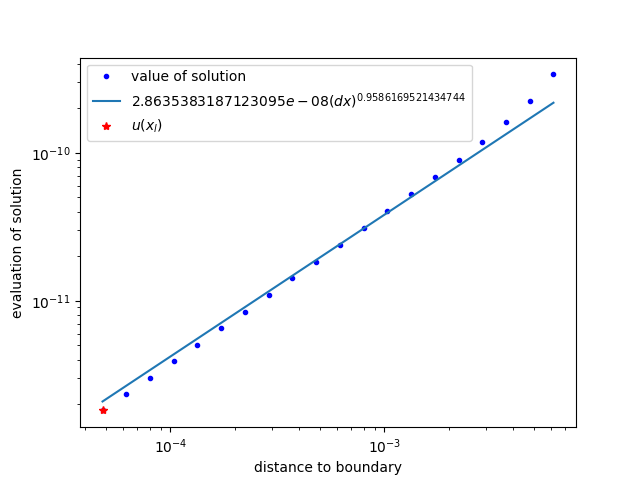 value of solution
2.8635383187123095e − 08(dx)^0.9586169521434744
u(x_l)
10^−10
10^−11
evaluation of solution
10^−4
10^−3
distance to boundary